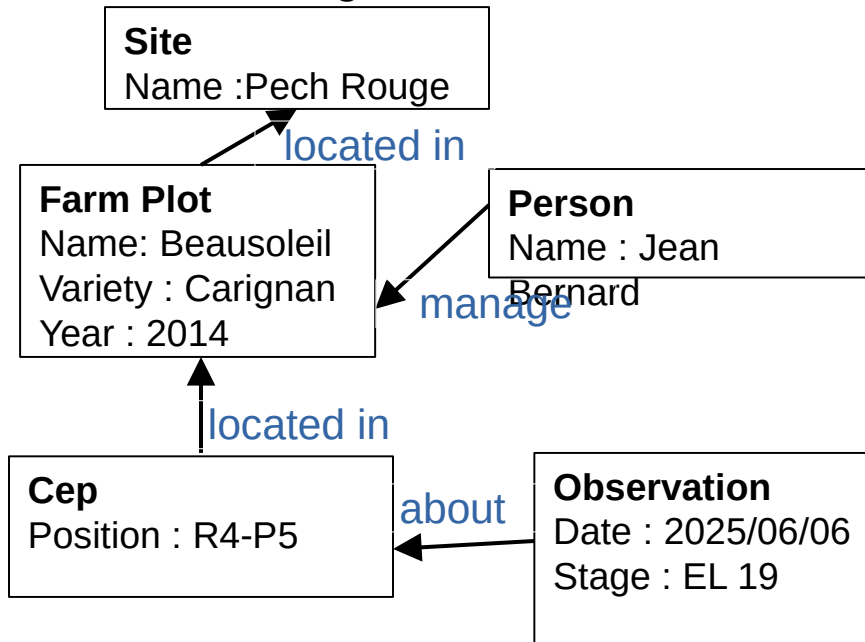 Site
Name :Pech Rouge
located in
Farm Plot
Name: Beausoleil
Variety : Carignan
Year : 2014
Person
Name : Jean
Bernard
manage
located in
Cep
Position : R4-P5
about
Observation
Date : 2025/06/06
Stage : EL 19